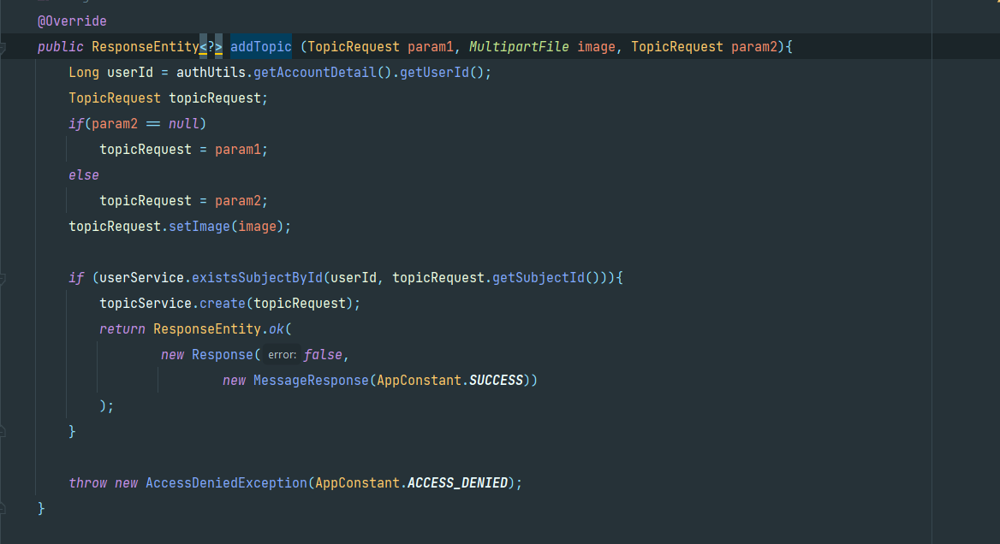 @Override
public ResponseEntity<?> addTopic (TopicRequest param1, MultipartFile image, TopicRequest param2){
Long userId = authUtils.getAccountDetail().getUserId();
TopicRequest topicRequest;
if(param2 == null)
topicRequest = param1;
else
topicRequest = param2;
topicRequest.setImage(image);
if (userService.existsSubjectById(userId, topicRequest.getSubjectId())){
topicService.create(topicRequest);
return ResponseEntity.ok(
new Response( error: false,
new MessageResponse(AppConstant.SUCCESS))
);
}
throw new AccessDeniedException(AppConstant.ACCESS_DENIED);
}